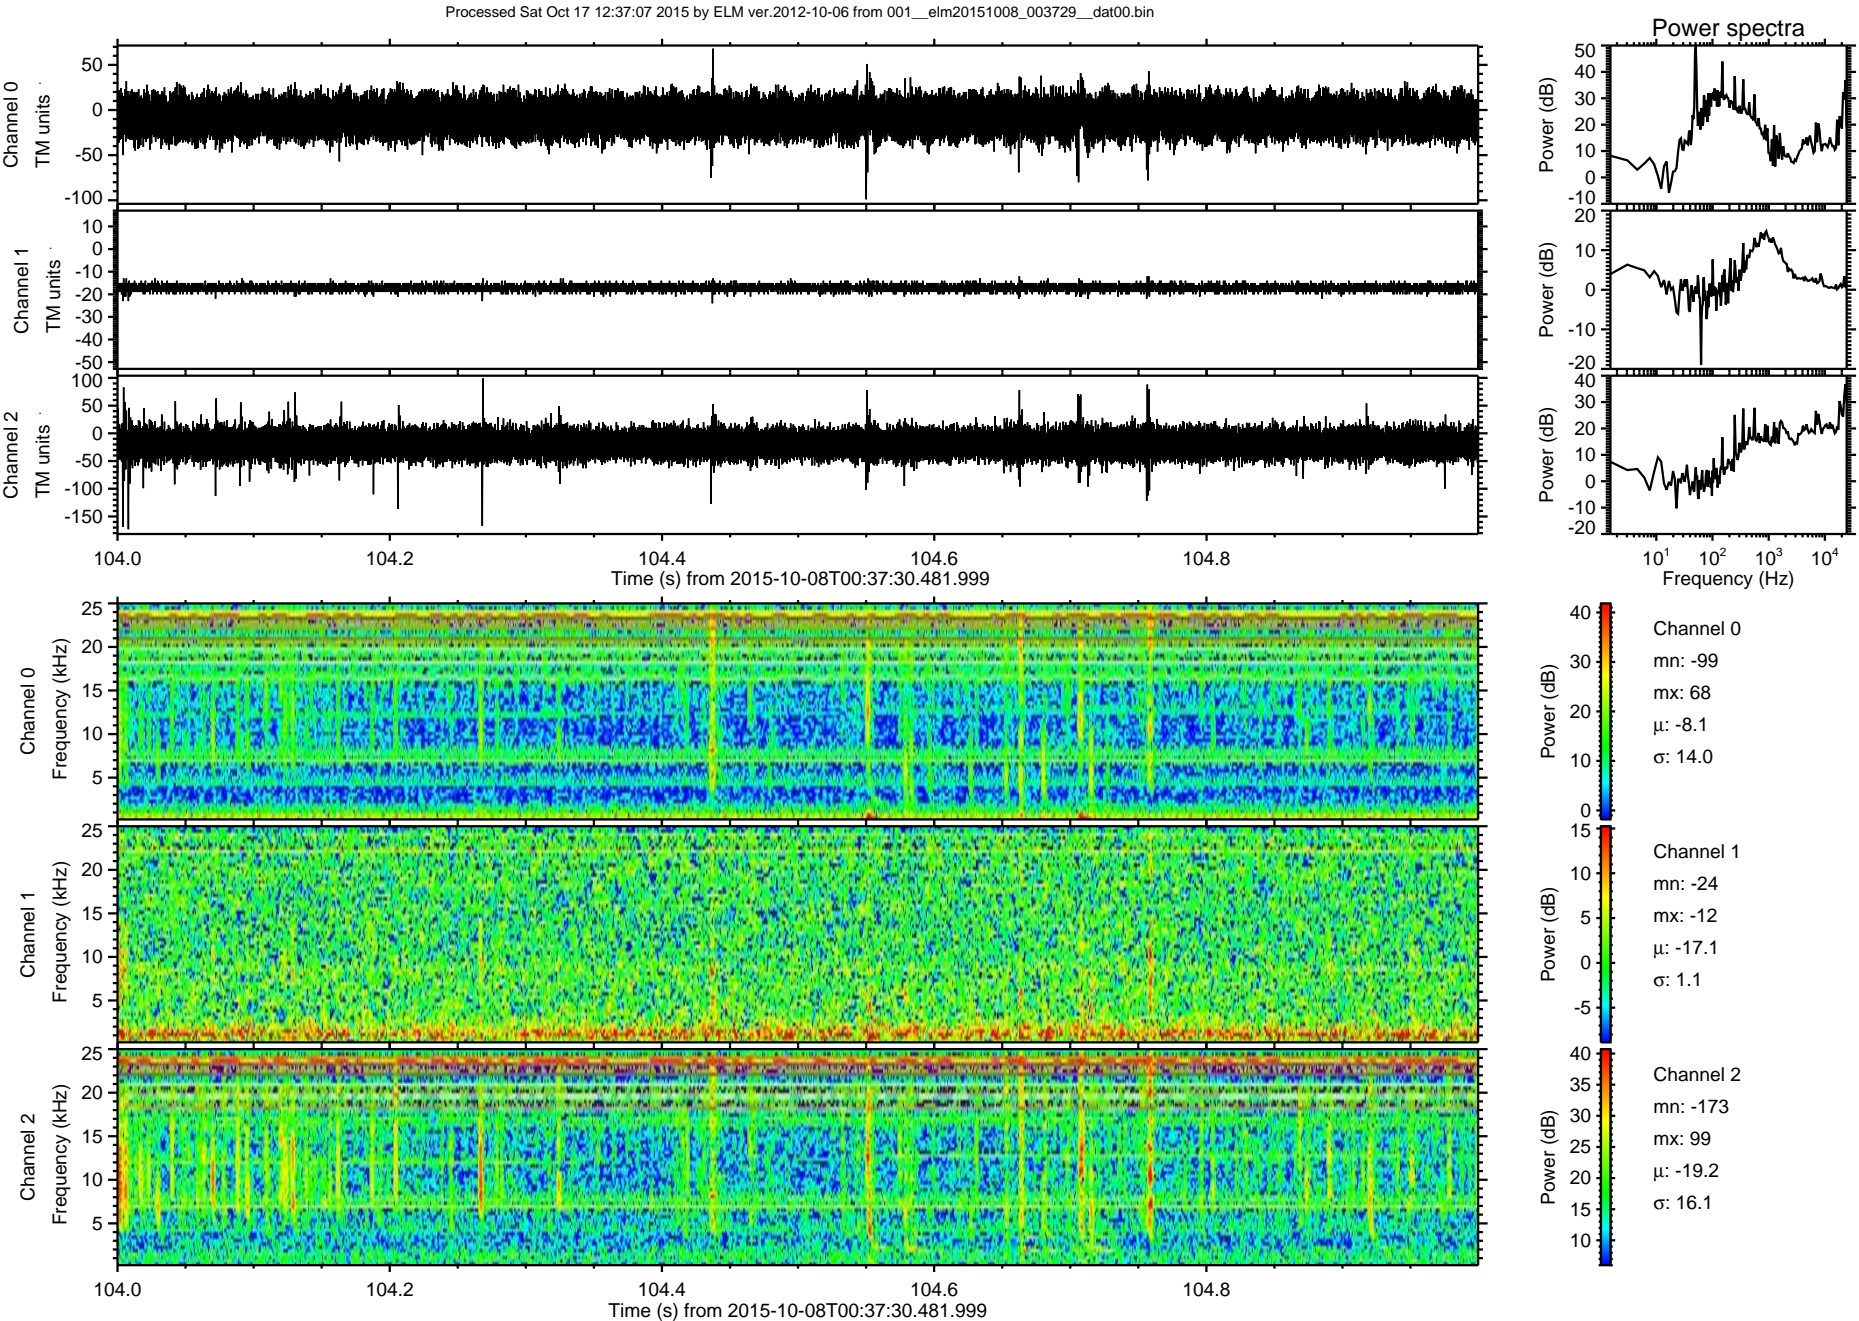 Processed Sat Oct 17 12:37:07 2015 by ELM ver.2012-10-06 from 001__elm20151008_003729__dat00.bin
Power spectra
Channel 0
TM units
50
0
-50
-100
Power (dB)
50
40
30
20
10
0
-10
Channel 1
TM units
10
0
-10
-20
-30
-40
-50
Power (dB)
20
10
0
-10
-20
Channel 2
TM units
100
50
0
-50
-100
-150
Power (dB)
40
30
20
10
0
-10
-20
104.0 104.2 104.4 104.6 104.8
Time (s) from 2015-10-08T00:37:30.481.999
10^1 10^2 10^3 10^4
Frequency (Hz)
Channel 0
Frequency (kHz)
25
20
15
10
5
Power (dB)
40
30
20
10
0
Channel 0
mn: -99
mx: 68
µ: -8.1
σ: 14.0
Channel 1
Frequency (kHz)
25
20
15
10
5
Power (dB)
15
10
5
0
-5
Channel 1
mn: -24
mx: -12
µ: -17.1
σ: 1.1
Channel 2
Frequency (kHz)
25
20
15
10
5
Power (dB)
40
35
30
25
20
15
10
Channel 2
mn: -173
mx: 99
µ: -19.2
σ: 16.1
104.0 104.2 104.4 104.6 104.8
Time (s) from 2015-10-08T00:37:30.481.999